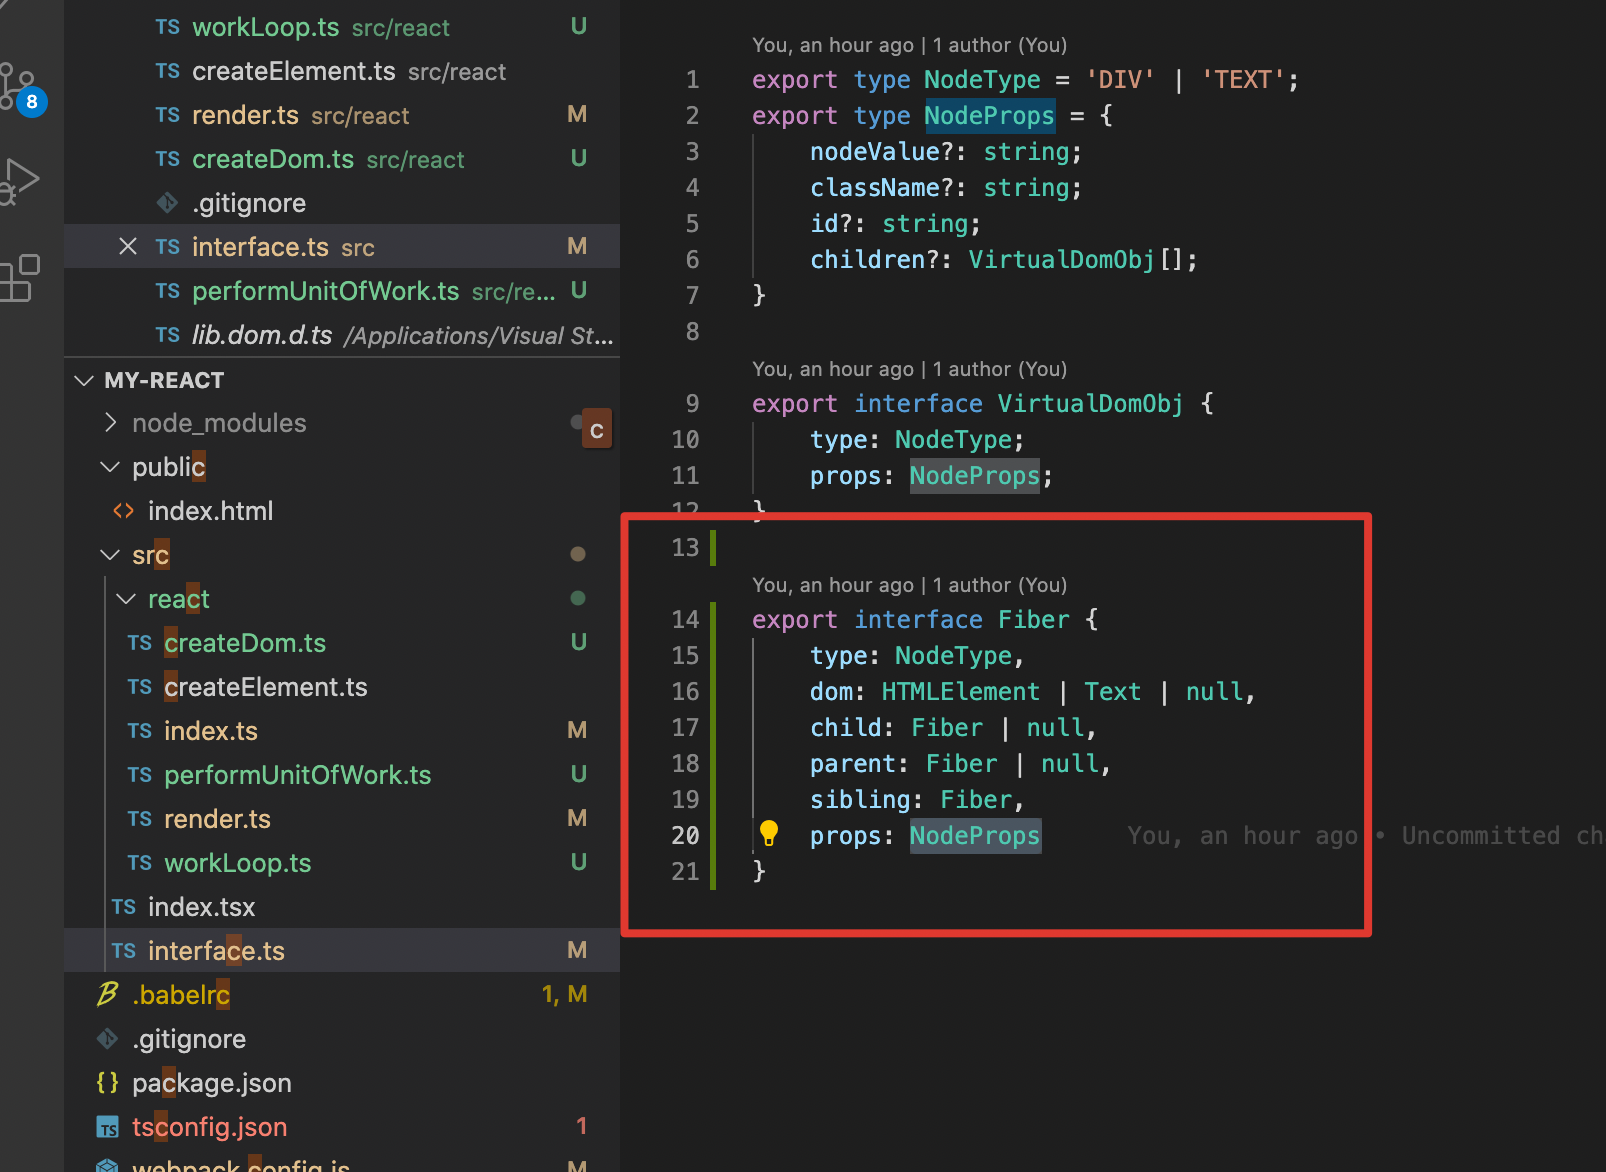 TS workLoop.ts src/react U
TS createElement.ts src/react
TS render.ts src/react M
TS createDom.ts src/react U
.gitignore
TS interface.ts src M
TS performUnitOfWork.ts src/re... U
TS lib.dom.d.ts /Applications/Visual St...
8
MY-REACT
node_modules
c
public
index.html
src
react
TS createDom.ts U
TS createElement.ts
TS index.ts M
TS performUnitOfWork.ts U
TS render.ts M
TS workLoop.ts U
TS index.tsx
TS interface.ts M
.babelrc 1, M
.gitignore
{} package.json
TS tsconfig.json 1
webpack.config.js M
You, an hour ago | 1 author (You)
1 export type NodeType = 'DIV' | 'TEXT';
2 export type NodeProps = {
3 nodeValue?: string;
4 className?: string;
5 id?: string;
6 children?: VirtualDomObj[];
7 }
8
You, an hour ago | 1 author (You)
9 export interface VirtualDomObj {
10 type: NodeType;
11 props: NodeProps;
12 }
13
You, an hour ago | 1 author (You)
14 export interface Fiber {
15 type: NodeType,
16 dom: HTMLElement | Text | null,
17 child: Fiber | null,
18 parent: Fiber | null,
19 sibling: Fiber,
20 props: NodeProps You, an hour ago • Uncommitted ch
21 }